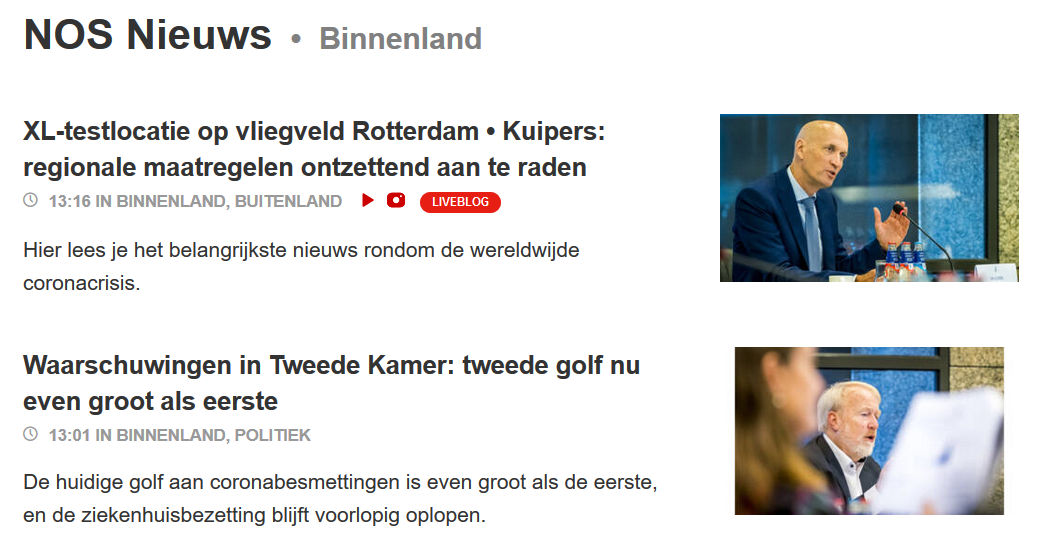 NOS Nieuws • Binnenland
XL-testlocatie op vliegveld Rotterdam • Kuipers:
regionale maatregelen ontzettend aan te raden
13:16 IN BINNENLAND, BUITENLAND LIVEBLOG
Hier lees je het belangrijkste nieuws rondom de wereldwijde
coronacrisis.
Waarschuwingen in Tweede Kamer: tweede golf nu
even groot als eerste
13:01 IN BINNENLAND, POLITIEK
De huidige golf aan coronabesmettingen is even groot als de eerste,
en de ziekenhuisbezetting blijft voorlopig oplopen.